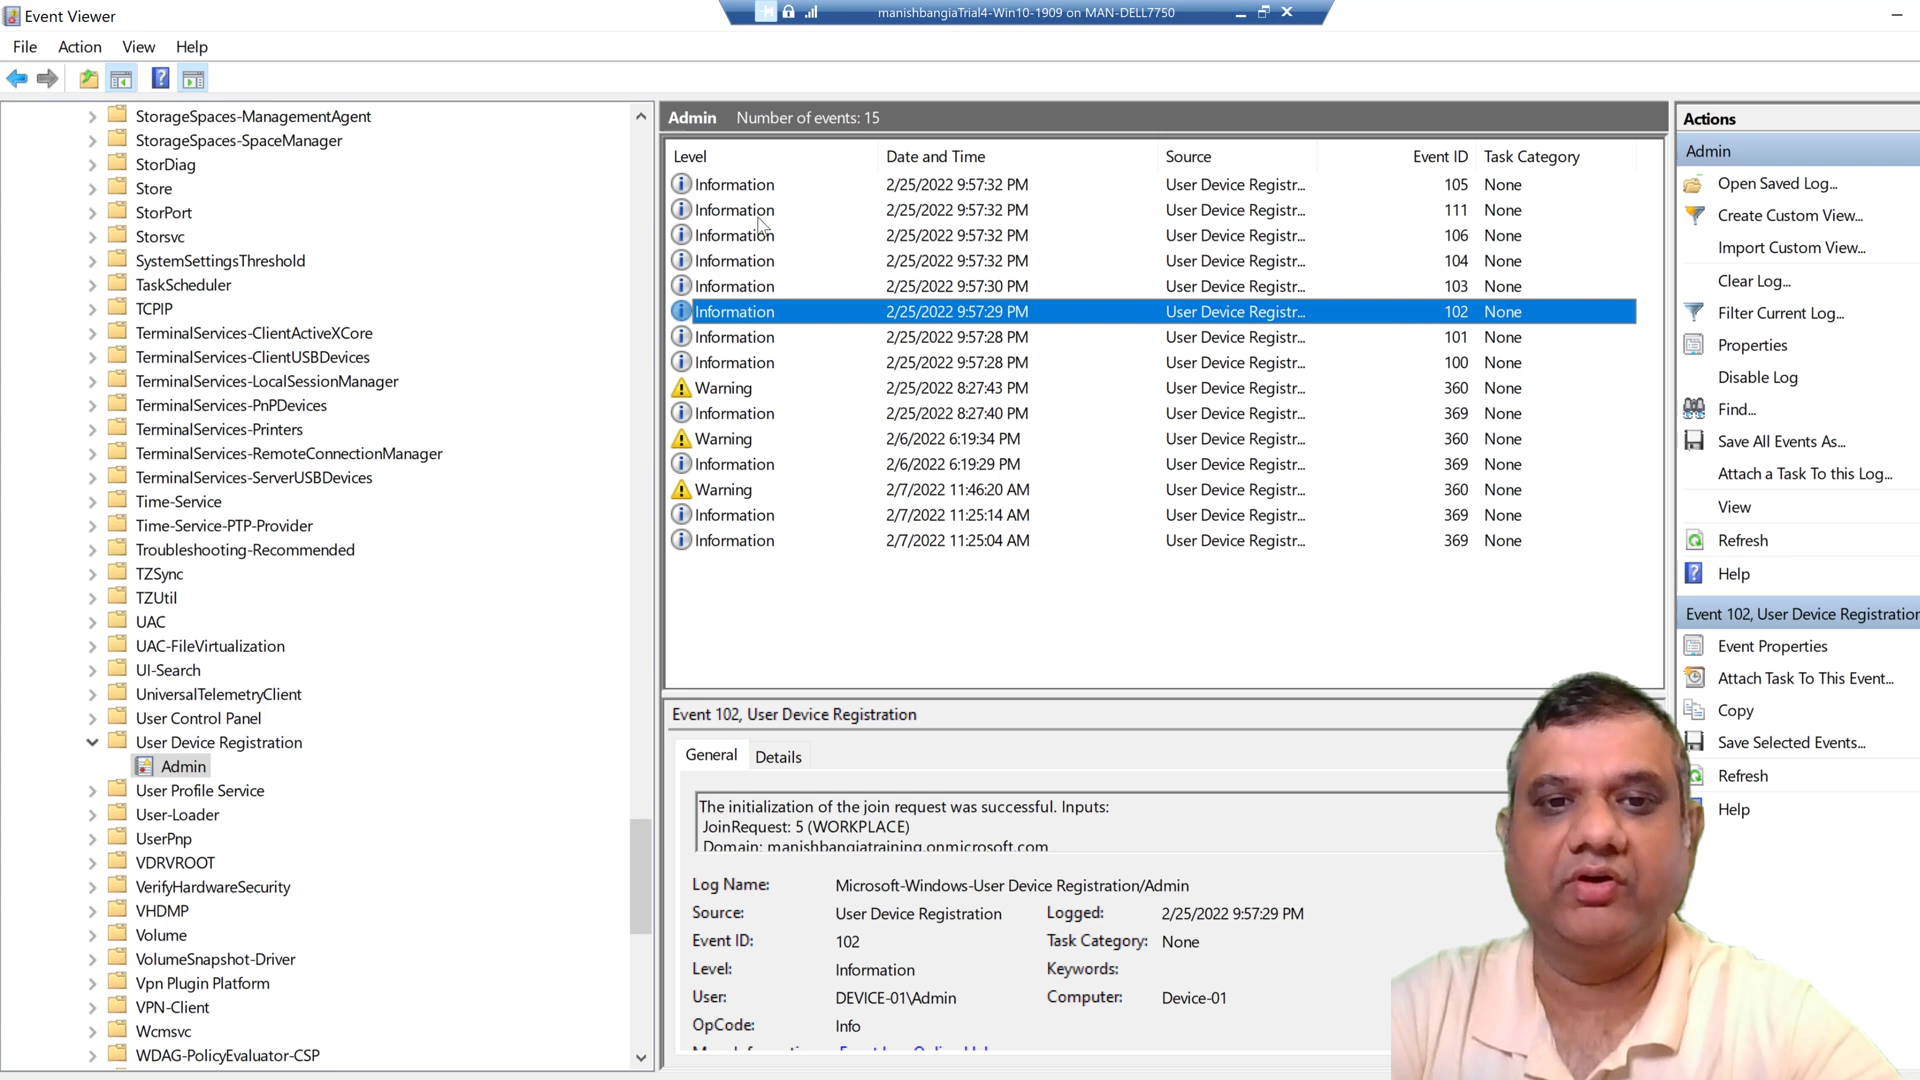 Event Viewer
manishbangiaTrial4-Win10-1909 on MAN-DELL7750
File Action View Help
StorageSpaces-ManagementAgent
StorageSpaces-SpaceManager
StorDiag
Store
StorPort
Storsvc
SystemSettingsThreshold
TaskScheduler
TCPIP
TerminalServices-ClientActiveXCore
TerminalServices-ClientUSBDevices
TerminalServices-LocalSessionManager
TerminalServices-PnPDevices
TerminalServices-Printers
TerminalServices-RemoteConnectionManager
TerminalServices-ServerUSBDevices
Time-Service
Time-Service-PTP-Provider
Troubleshooting-Recommended
TZSync
TZUtil
UAC
UAC-FileVirtualization
UI-Search
UniversalTelemetryClient
User Control Panel
User Device Registration
Admin
User Profile Service
User-Loader
UserPnp
VDRVROOT
VerifyHardwareSecurity
VHDMP
Volume
VolumeSnapshot-Driver
Vpn Plugin Platform
VPN-Client
Wcmsvc
WDAG-PolicyEvaluator-CSP
Admin Number of events: 15
Level Date and Time Source Event ID Task Category
Information 2/25/2022 9:57:32 PM User Device Registr... 105 None
Information 2/25/2022 9:57:32 PM User Device Registr... 111 None
Information 2/25/2022 9:57:32 PM User Device Registr... 106 None
Information 2/25/2022 9:57:32 PM User Device Registr... 104 None
Information 2/25/2022 9:57:30 PM User Device Registr... 103 None
Information 2/25/2022 9:57:29 PM User Device Registr... 102 None
Information 2/25/2022 9:57:28 PM User Device Registr... 101 None
Information 2/25/2022 9:57:28 PM User Device Registr... 100 None
Warning 2/25/2022 8:27:43 PM User Device Registr... 360 None
Information 2/25/2022 8:27:40 PM User Device Registr... 369 None
Warning 2/6/2022 6:19:34 PM User Device Registr... 360 None
Information 2/6/2022 6:19:29 PM User Device Registr... 369 None
Warning 2/7/2022 11:46:20 AM User Device Registr... 360 None
Information 2/7/2022 11:25:14 AM User Device Registr... 369 None
Information 2/7/2022 11:25:04 AM User Device Registr... 369 None
Event 102, User Device Registration
General Details
The initialization of the join request was successful. Inputs:
JoinRequest: 5 (WORKPLACE)
Domain: manishbangiatraining.onmicrosoft.com
Log Name: Microsoft-Windows-User Device Registration/Admin
Source: User Device Registration Logged: 2/25/2022 9:57:29 PM
Event ID: 102 Task Category: None
Level: Information Keywords:
User: DEVICE-01\Admin Computer: Device-01
OpCode: Info
Actions
Admin
Open Saved Log...
Create Custom View...
Import Custom View...
Clear Log...
Filter Current Log...
Properties
Disable Log
Find...
Save All Events As...
Attach a Task To this Log...
View
Refresh
Help
Event 102, User Device Registration
Event Properties
Attach Task To This Event...
Copy
Save Selected Events...
Refresh
Help